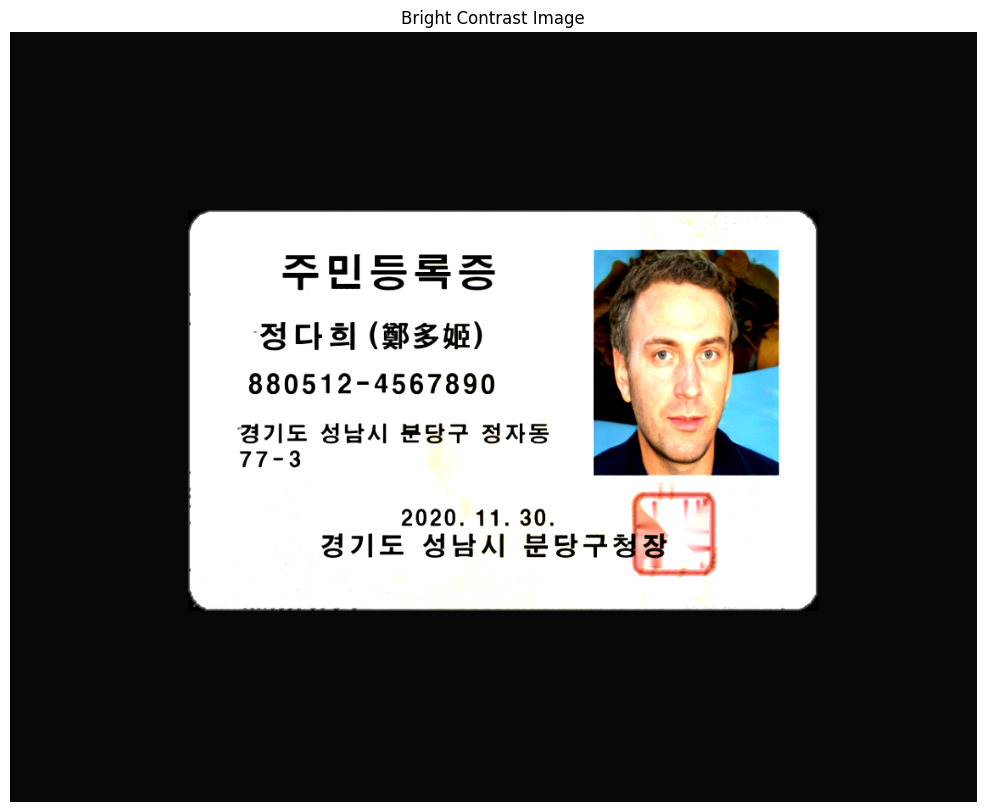 Bright Contrast Image
주민등록증
정다희(鄭多姬)
880512-4567890
경기도 성남시 분당구 정자동
77-3
2020. 11. 30.
경기도 성남시 분당구청장